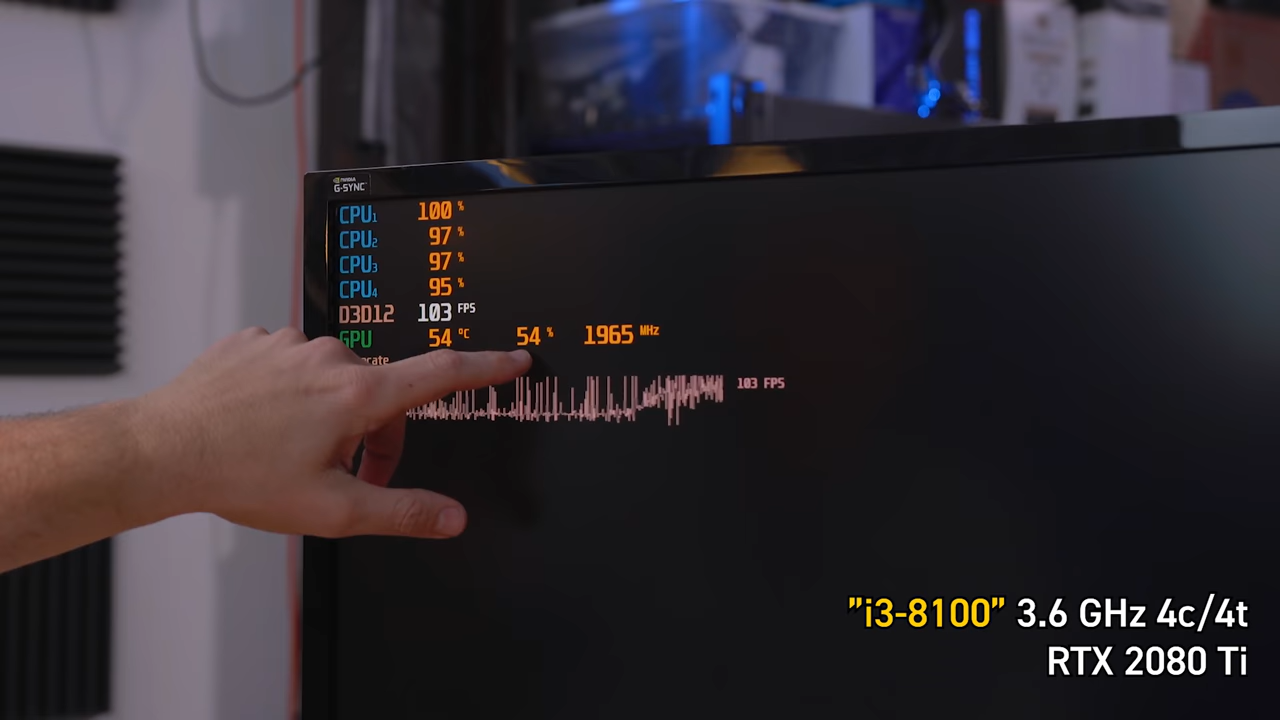 NVIDIA
G-SYNC
CPU1 100 %
CPU2 97 %
CPU3 97 %
CPU4 95 %
D3D12 103 FPS
GPU 54 °C 54 % 1965 MHz
103 FPS
"i3-8100" 3.6 GHz 4c/4t
RTX 2080 Ti